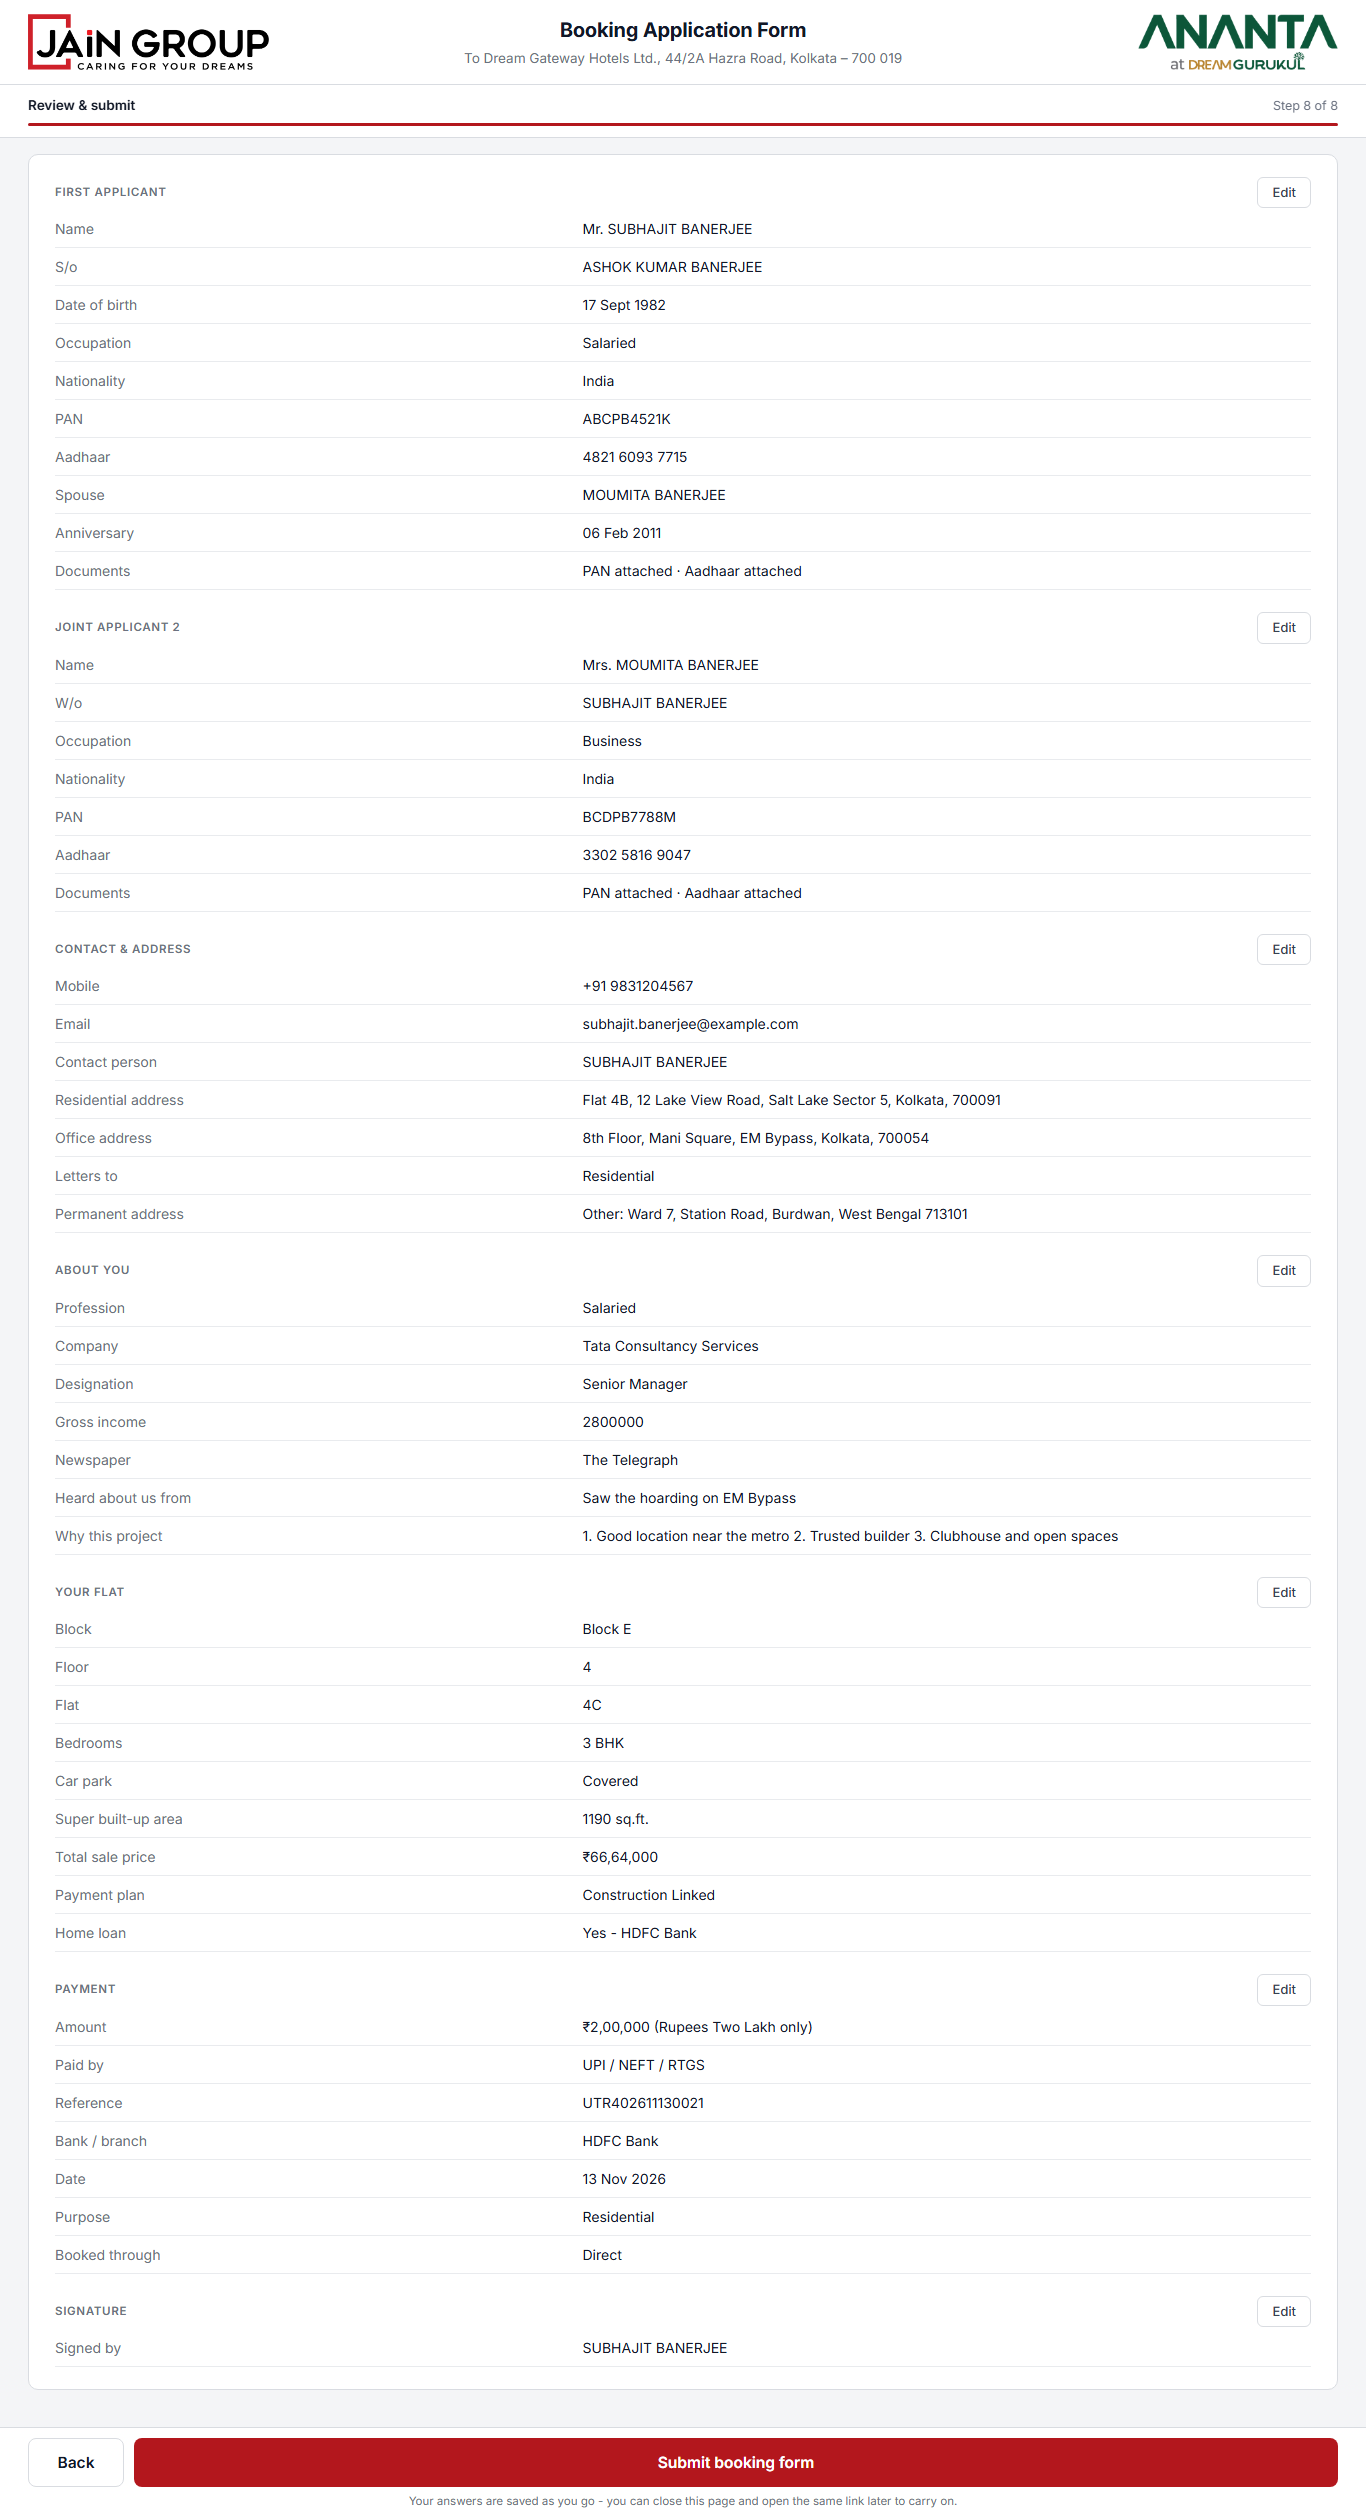 JAIN GROUP
CARING FOR YOUR DREAMS
Booking Application Form
To Dream Gateway Hotels Ltd., 44/2A Hazra Road, Kolkata – 700 019
ANANTA
at DREAM GURUKUL
Review & submit
Step 8 of 8
FIRST APPLICANT
Edit
Name Mr. SUBHAJIT BANERJEE
S/o ASHOK KUMAR BANERJEE
Date of birth 17 Sept 1982
Occupation Salaried
Nationality India
PAN ABCPB4521K
Aadhaar 4821 6093 7715
Spouse MOUMITA BANERJEE
Anniversary 06 Feb 2011
Documents PAN attached · Aadhaar attached
JOINT APPLICANT 2
Edit
Name Mrs. MOUMITA BANERJEE
W/o SUBHAJIT BANERJEE
Occupation Business
Nationality India
PAN BCDPB7788M
Aadhaar 3302 5816 9047
Documents PAN attached · Aadhaar attached
CONTACT & ADDRESS
Edit
Mobile +91 9831204567
Email subhajit.banerjee@example.com
Contact person SUBHAJIT BANERJEE
Residential address Flat 4B, 12 Lake View Road, Salt Lake Sector 5, Kolkata, 700091
Office address 8th Floor, Mani Square, EM Bypass, Kolkata, 700054
Letters to Residential
Permanent address Other: Ward 7, Station Road, Burdwan, West Bengal 713101
ABOUT YOU
Edit
Profession Salaried
Company Tata Consultancy Services
Designation Senior Manager
Gross income 2800000
Newspaper The Telegraph
Heard about us from Saw the hoarding on EM Bypass
Why this project 1. Good location near the metro 2. Trusted builder 3. Clubhouse and open spaces
YOUR FLAT
Edit
Block Block E
Floor 4
Flat 4C
Bedrooms 3 BHK
Car park Covered
Super built-up area 1190 sq.ft.
Total sale price ₹66,64,000
Payment plan Construction Linked
Home loan Yes - HDFC Bank
PAYMENT
Edit
Amount ₹2,00,000 (Rupees Two Lakh only)
Paid by UPI / NEFT / RTGS
Reference UTR402611130021
Bank / branch HDFC Bank
Date 13 Nov 2026
Purpose Residential
Booked through Direct
SIGNATURE
Edit
Signed by SUBHAJIT BANERJEE
Back
Submit booking form
Your answers are saved as you go - you can close this page and open the same link later to carry on.